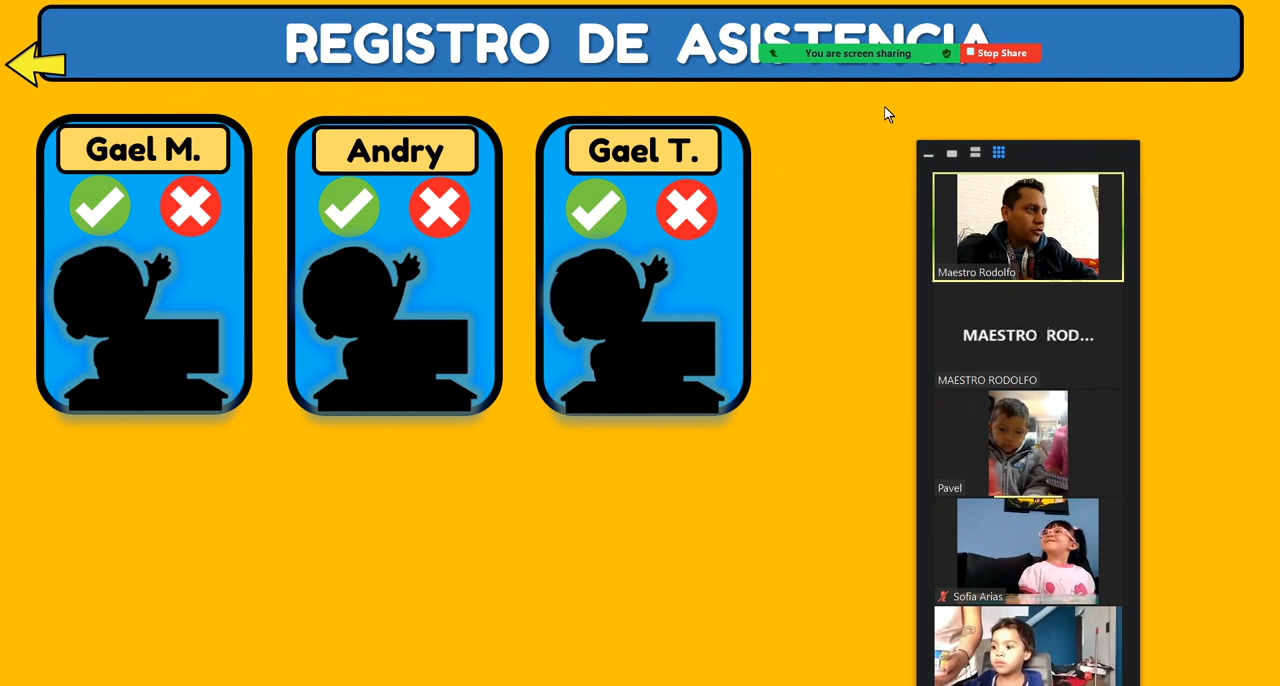 REGISTRO DE ASISTENCIA
You are screen sharing
Stop Share
Gael M.
Andry
Gael T.
Maestro Rodolfo
MAESTRO ROD...
MAESTRO RODOLFO
Pavel
Sofia Arias